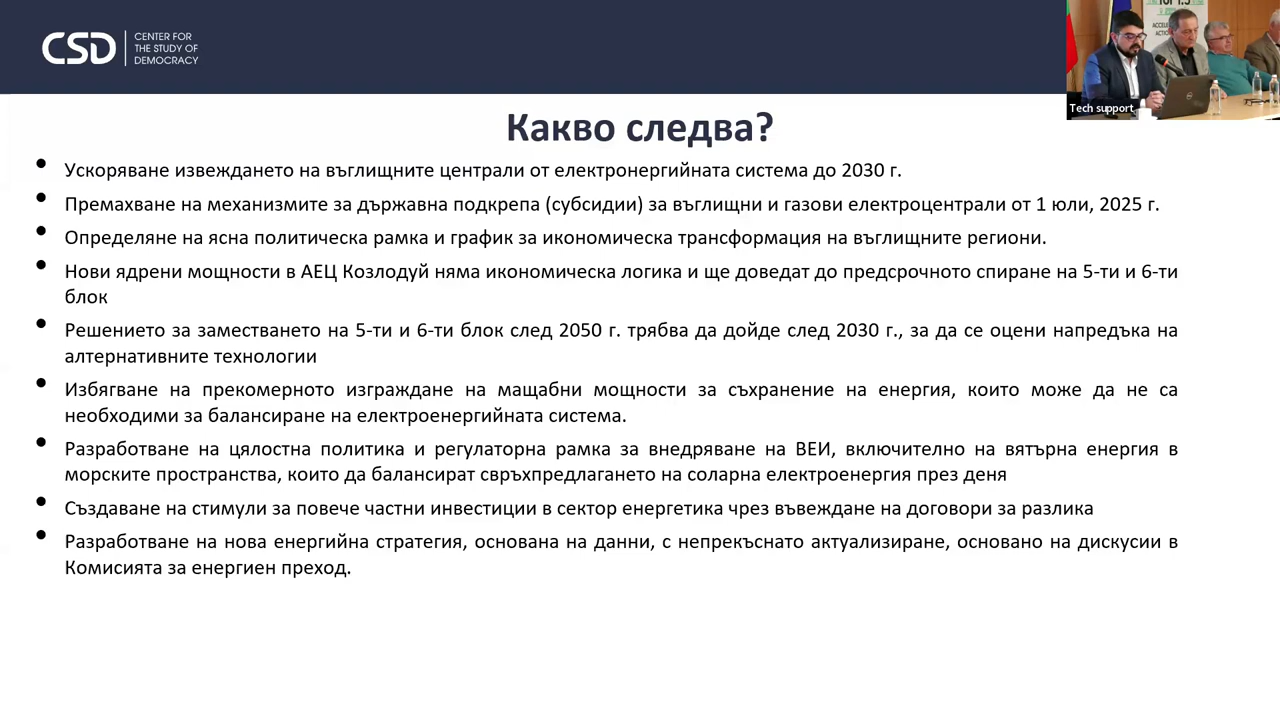 CSD
CENTER FOR
THE STUDY OF
DEMOCRACY
ACCELE
ACTIO
Tech support
Какво следва?
• Ускоряване извеждането на въглищните централи от електронергийната система до 2030 г.
• Премахване на механизмите за държавна подкрепа (субсидии) за въглищни и газови електроцентрали от 1 юли, 2025 г.
• Определяне на ясна политическа рамка и график за икономическа трансформация на въглищните региони.
• Нови ядрени мощности в АЕЦ Козлодуй няма икономическа логика и ще доведат до предсрочното спиране на 5-ти и 6-ти
блок
• Решението за заместването на 5-ти и 6-ти блок след 2050 г. трябва да дойде след 2030 г., за да се оцени напредъка на
алтернативните технологии
• Избягване на прекомерното изграждане на мащабни мощности за съхранение на енергия, които може да не са
необходими за балансиране на електроенергийната система.
• Разработване на цялостна политика и регулаторна рамка за внедряване на ВЕИ, включително на вятърна енергия в
морските пространства, които да балансират свръхпредлагането на соларна електроенергия през деня
• Създаване на стимули за повече частни инвестиции в сектор енергетика чрез въвеждане на договори за разлика
• Разработване на нова енергийна стратегия, основана на данни, с непрекъснато актуализиране, основано на дискусии в
Комисията за енергиен преход.